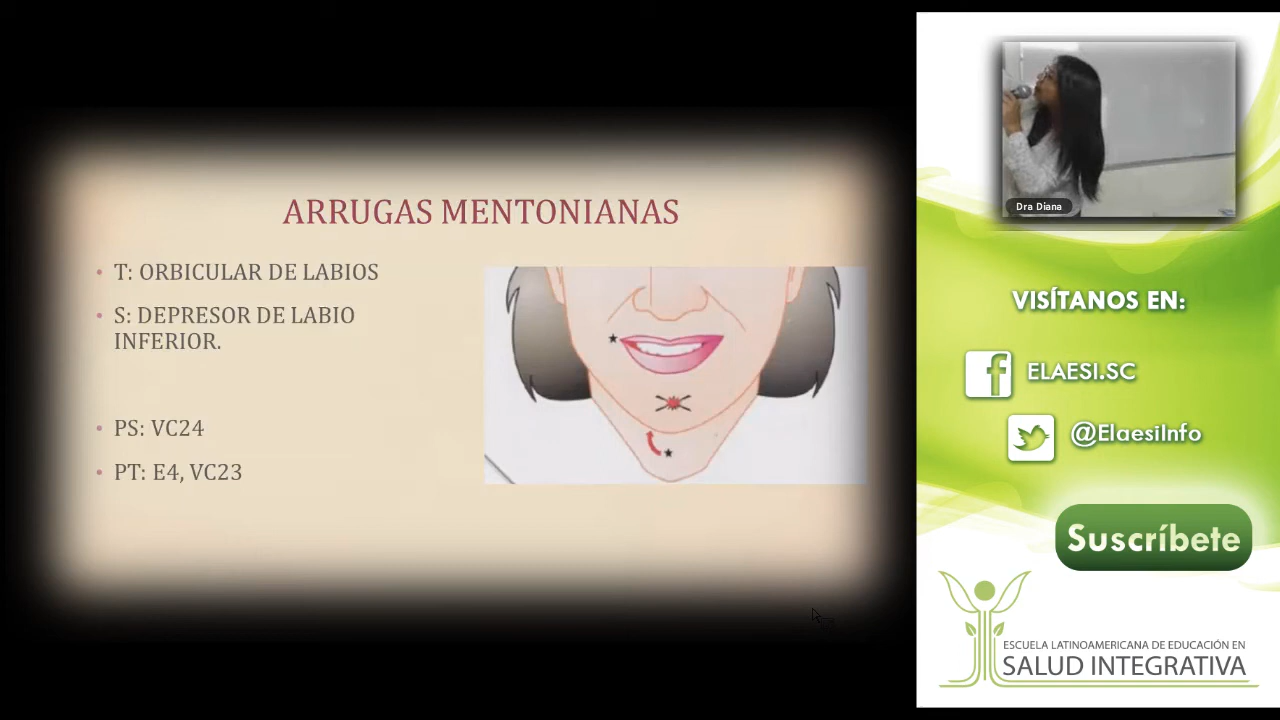 ARRUGAS MENTONIANAS
• T: ORBICULAR DE LABIOS
• S: DEPRESOR DE LABIO
INFERIOR.
• PS: VC24
• PT: E4, VC23
Dra Diana
VISÍTANOS EN:
ELAESI.SC
@ElaesiInfo
Suscríbete
ESCUELA LATINOAMERICANA DE EDUCACIÓN EN
SALUD INTEGRATIVA